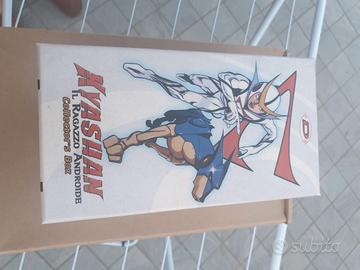 KYASHAN
IL RAGAZZO ANDROIDE
Collector's Box
D
subito